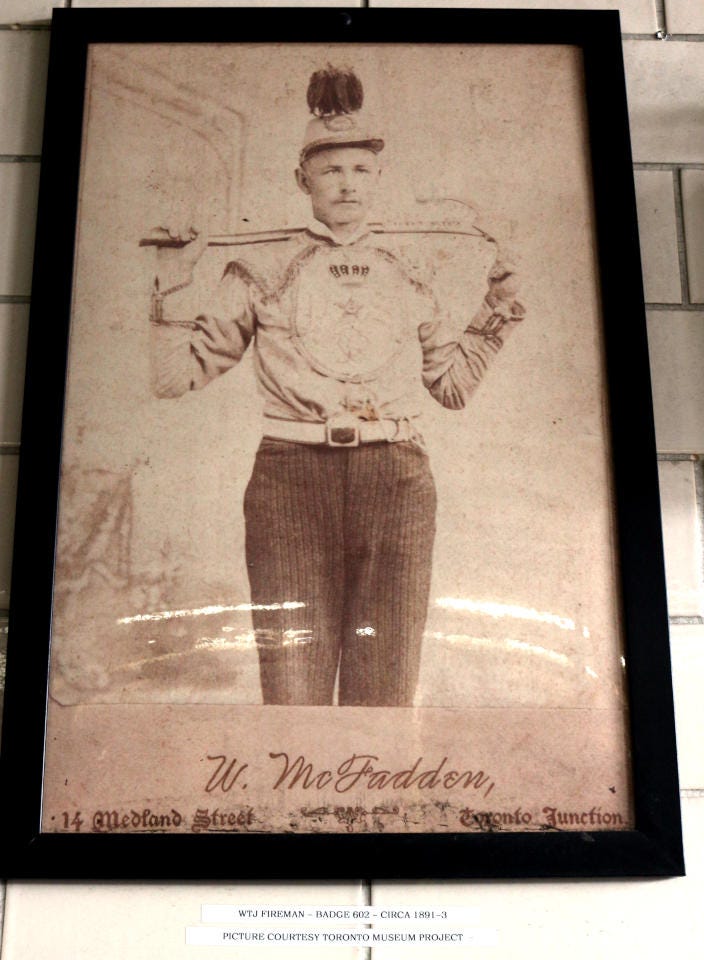 W. McFadden,
14 Medland Street Toronto Junction.
WTJ FIREMAN - BADGE 602 - CIRCA 1891-3
PICTURE COURTESY TORONTO MUSEUM PROJECT -